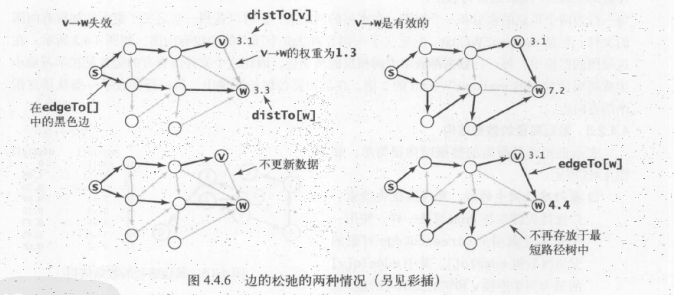 v→w失效
distTo[v]
v 3.1
v→w的权重为1.3
s
w 3.3
在edgeTo[]
中的黑色边
distTo[w]
v→w是有效的
v 3.1
s
w 7.2
v
不更新数据
s
w
v 3.1
edgeTo[w]
s
w 4.4
不再存放于最
短路径树中
图 4.4.6 边的松弛的两种情况（另见彩插）